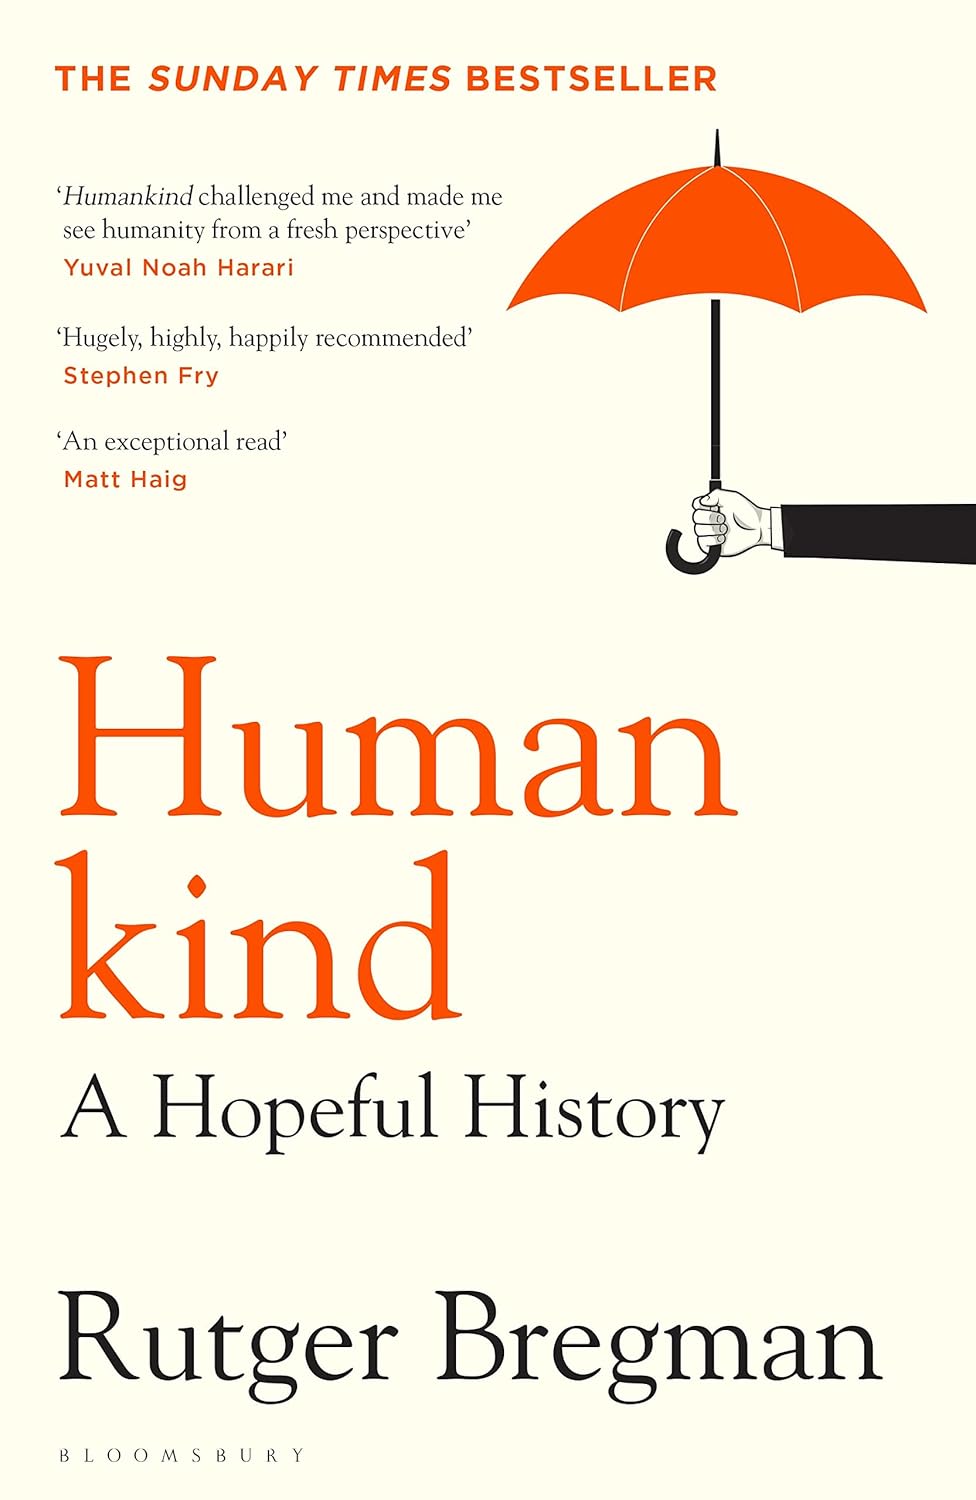 THE SUNDAY TIMES BESTSELLER
‘Humankind challenged me and made me
see humanity from a fresh perspective’
Yuval Noah Harari
‘Hugely, highly, happily recommended’
Stephen Fry
‘An exceptional read’
Matt Haig
Human
kind
A Hopeful History
Rutger Bregman
BLOOMSBURY